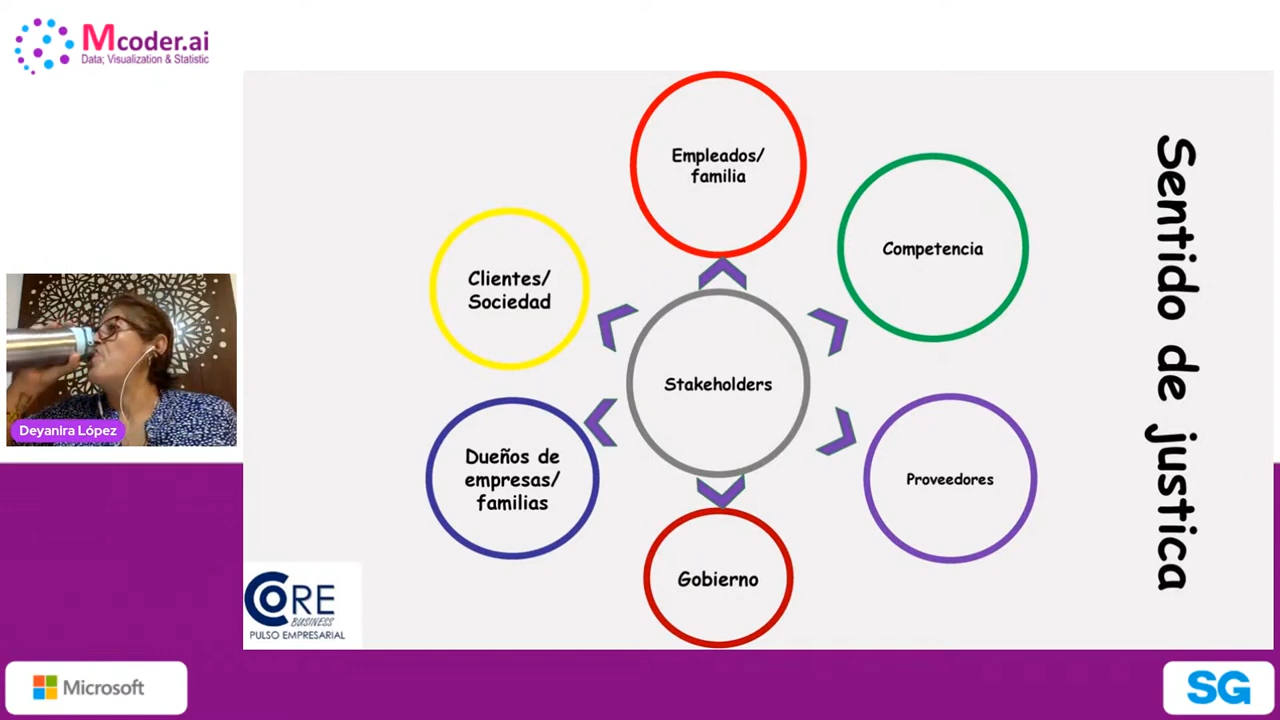 Mcoder.ai
Data; Visualization & Statistic
Empleados/
familia
Competencia
Clientes/
Sociedad
Stakeholders
Dueños de
empresas/
familias
Proveedores
Gobierno
Sentido de justica
Deyanira López
CORE
BUSINESS
PULSO EMPRESARIAL
Microsoft
SG